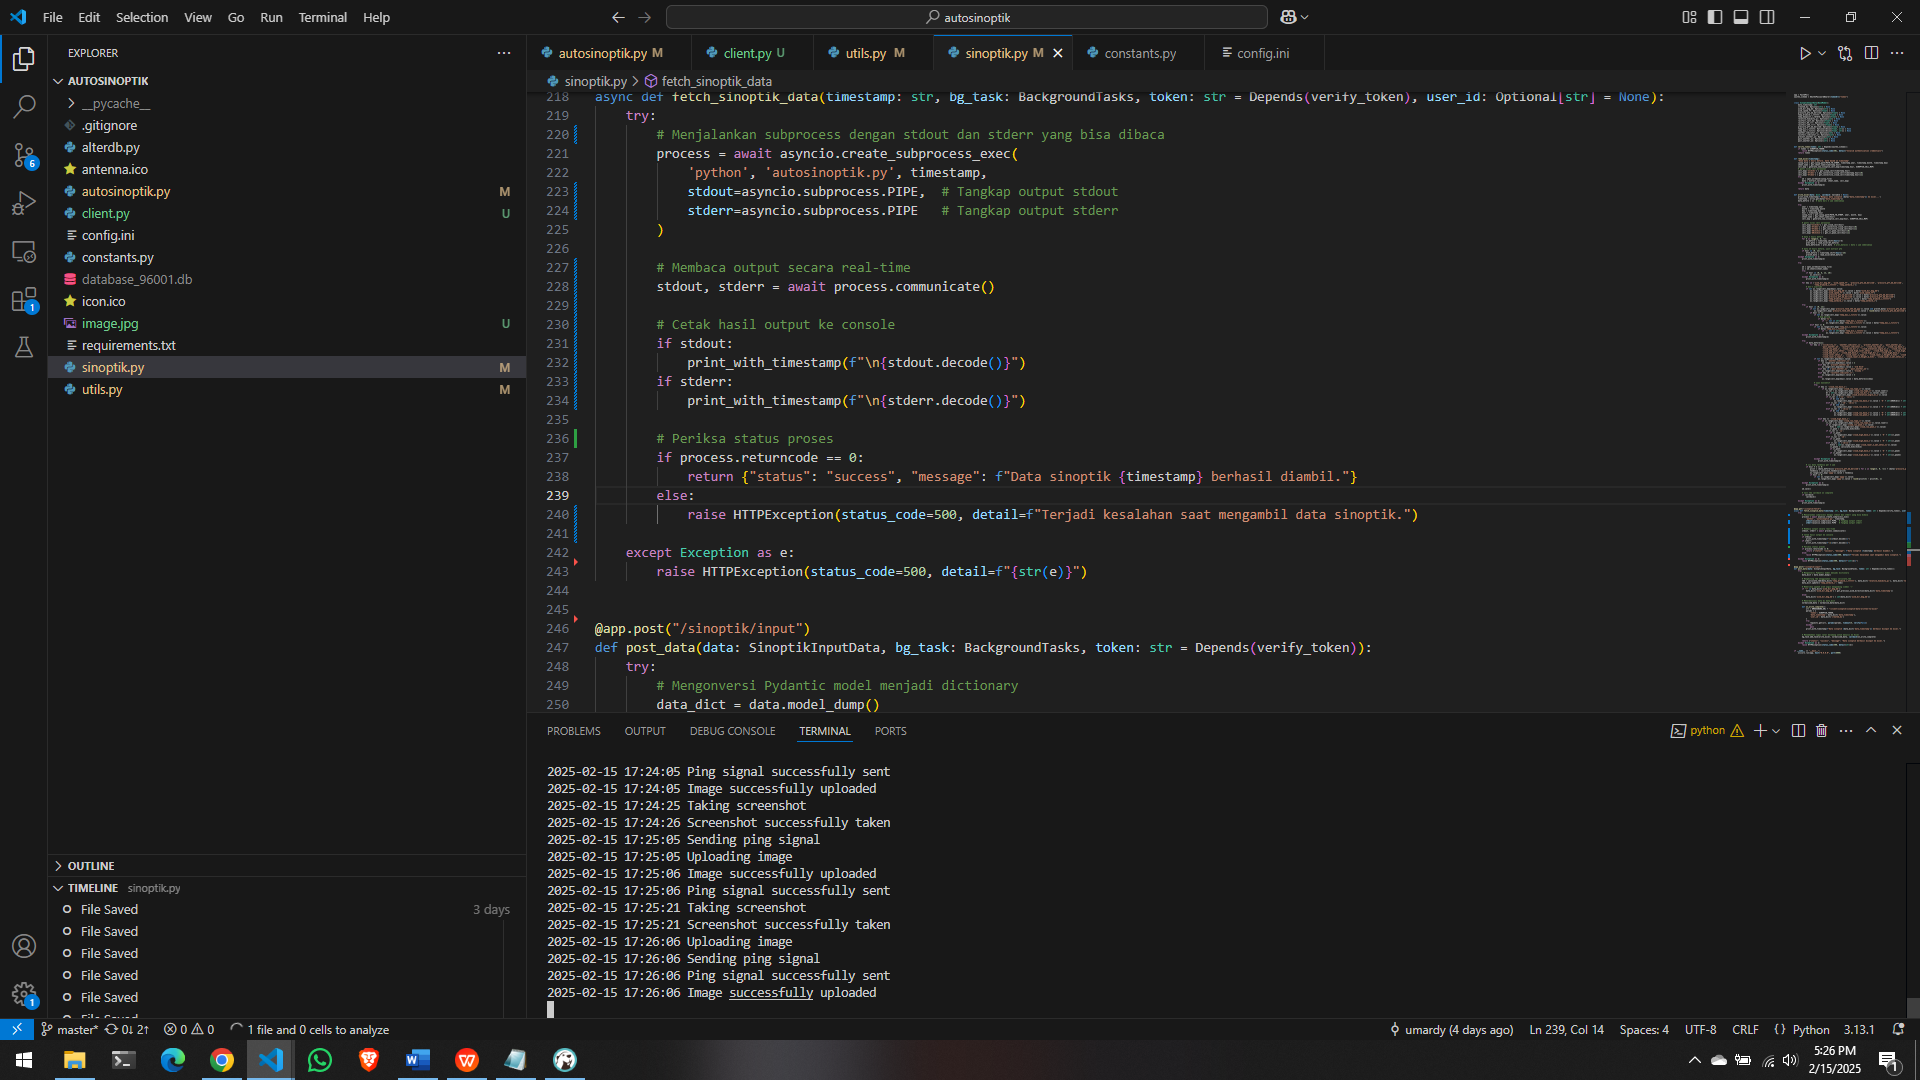 File Edit Selection View Go Run Terminal Help
autosinoptik
EXPLORER
AUTOSINOPTIK
__pycache__
.gitignore
alterdb.py
antenna.ico
autosinoptik.py M
client.py U
config.ini
constants.py
database_96001.db
icon.ico
image.jpg U
requirements.txt
sinoptik.py M
utils.py M
OUTLINE
TIMELINE sinoptik.py
File Saved 3 days
File Saved
File Saved
File Saved
File Saved
autosinoptik.py M client.py U utils.py M sinoptik.py M constants.py config.ini
sinoptik.py > fetch_sinoptik_data
218 async def fetch_sinoptik_data(timestamp: str, bg_task: BackgroundTasks, token: str = Depends(verify_token), user_id: Optional[str] = None):
219 try:
220 # Menjalankan subprocess dengan stdout dan stderr yang bisa dibaca
221 process = await asyncio.create_subprocess_exec(
222 'python', 'autosinoptik.py', timestamp,
223 stdout=asyncio.subprocess.PIPE, # Tangkap output stdout
224 stderr=asyncio.subprocess.PIPE # Tangkap output stderr
225 )
226
227 # Membaca output secara real-time
228 stdout, stderr = await process.communicate()
229
230 # Cetak hasil output ke console
231 if stdout:
232 print_with_timestamp(f"\n{stdout.decode()}")
233 if stderr:
234 print_with_timestamp(f"\n{stderr.decode()}")
235
236 # Periksa status proses
237 if process.returncode == 0:
238 return {"status": "success", "message": f"Data sinoptik {timestamp} berhasil diambil."}
239 else:
240 raise HTTPException(status_code=500, detail=f"Terjadi kesalahan saat mengambil data sinoptik.")
241
242 except Exception as e:
243 raise HTTPException(status_code=500, detail=f"{str(e)}")
244
245
246 @app.post("/sinoptik/input")
247 def post_data(data: SinoptikInputData, bg_task: BackgroundTasks, token: str = Depends(verify_token)):
248 try:
249 # Mengonversi Pydantic model menjadi dictionary
250 data_dict = data.model_dump()
PROBLEMS OUTPUT DEBUG CONSOLE TERMINAL PORTS
python
2025-02-15 17:24:05 Ping signal successfully sent
2025-02-15 17:24:05 Image successfully uploaded
2025-02-15 17:24:25 Taking screenshot
2025-02-15 17:24:26 Screenshot successfully taken
2025-02-15 17:25:05 Sending ping signal
2025-02-15 17:25:05 Uploading image
2025-02-15 17:25:06 Image successfully uploaded
2025-02-15 17:25:06 Ping signal successfully sent
2025-02-15 17:25:21 Taking screenshot
2025-02-15 17:25:21 Screenshot successfully taken
2025-02-15 17:26:06 Uploading image
2025-02-15 17:26:06 Sending ping signal
2025-02-15 17:26:06 Ping signal successfully sent
2025-02-15 17:26:06 Image successfully uploaded
master* 0↓ 2↑ 0 0 1 file and 0 cells to analyze
umardy (4 days ago) Ln 239, Col 14 Spaces: 4 UTF-8 CRLF {} Python 3.13.1
5:26 PM
2/15/2025
6
1
1
1